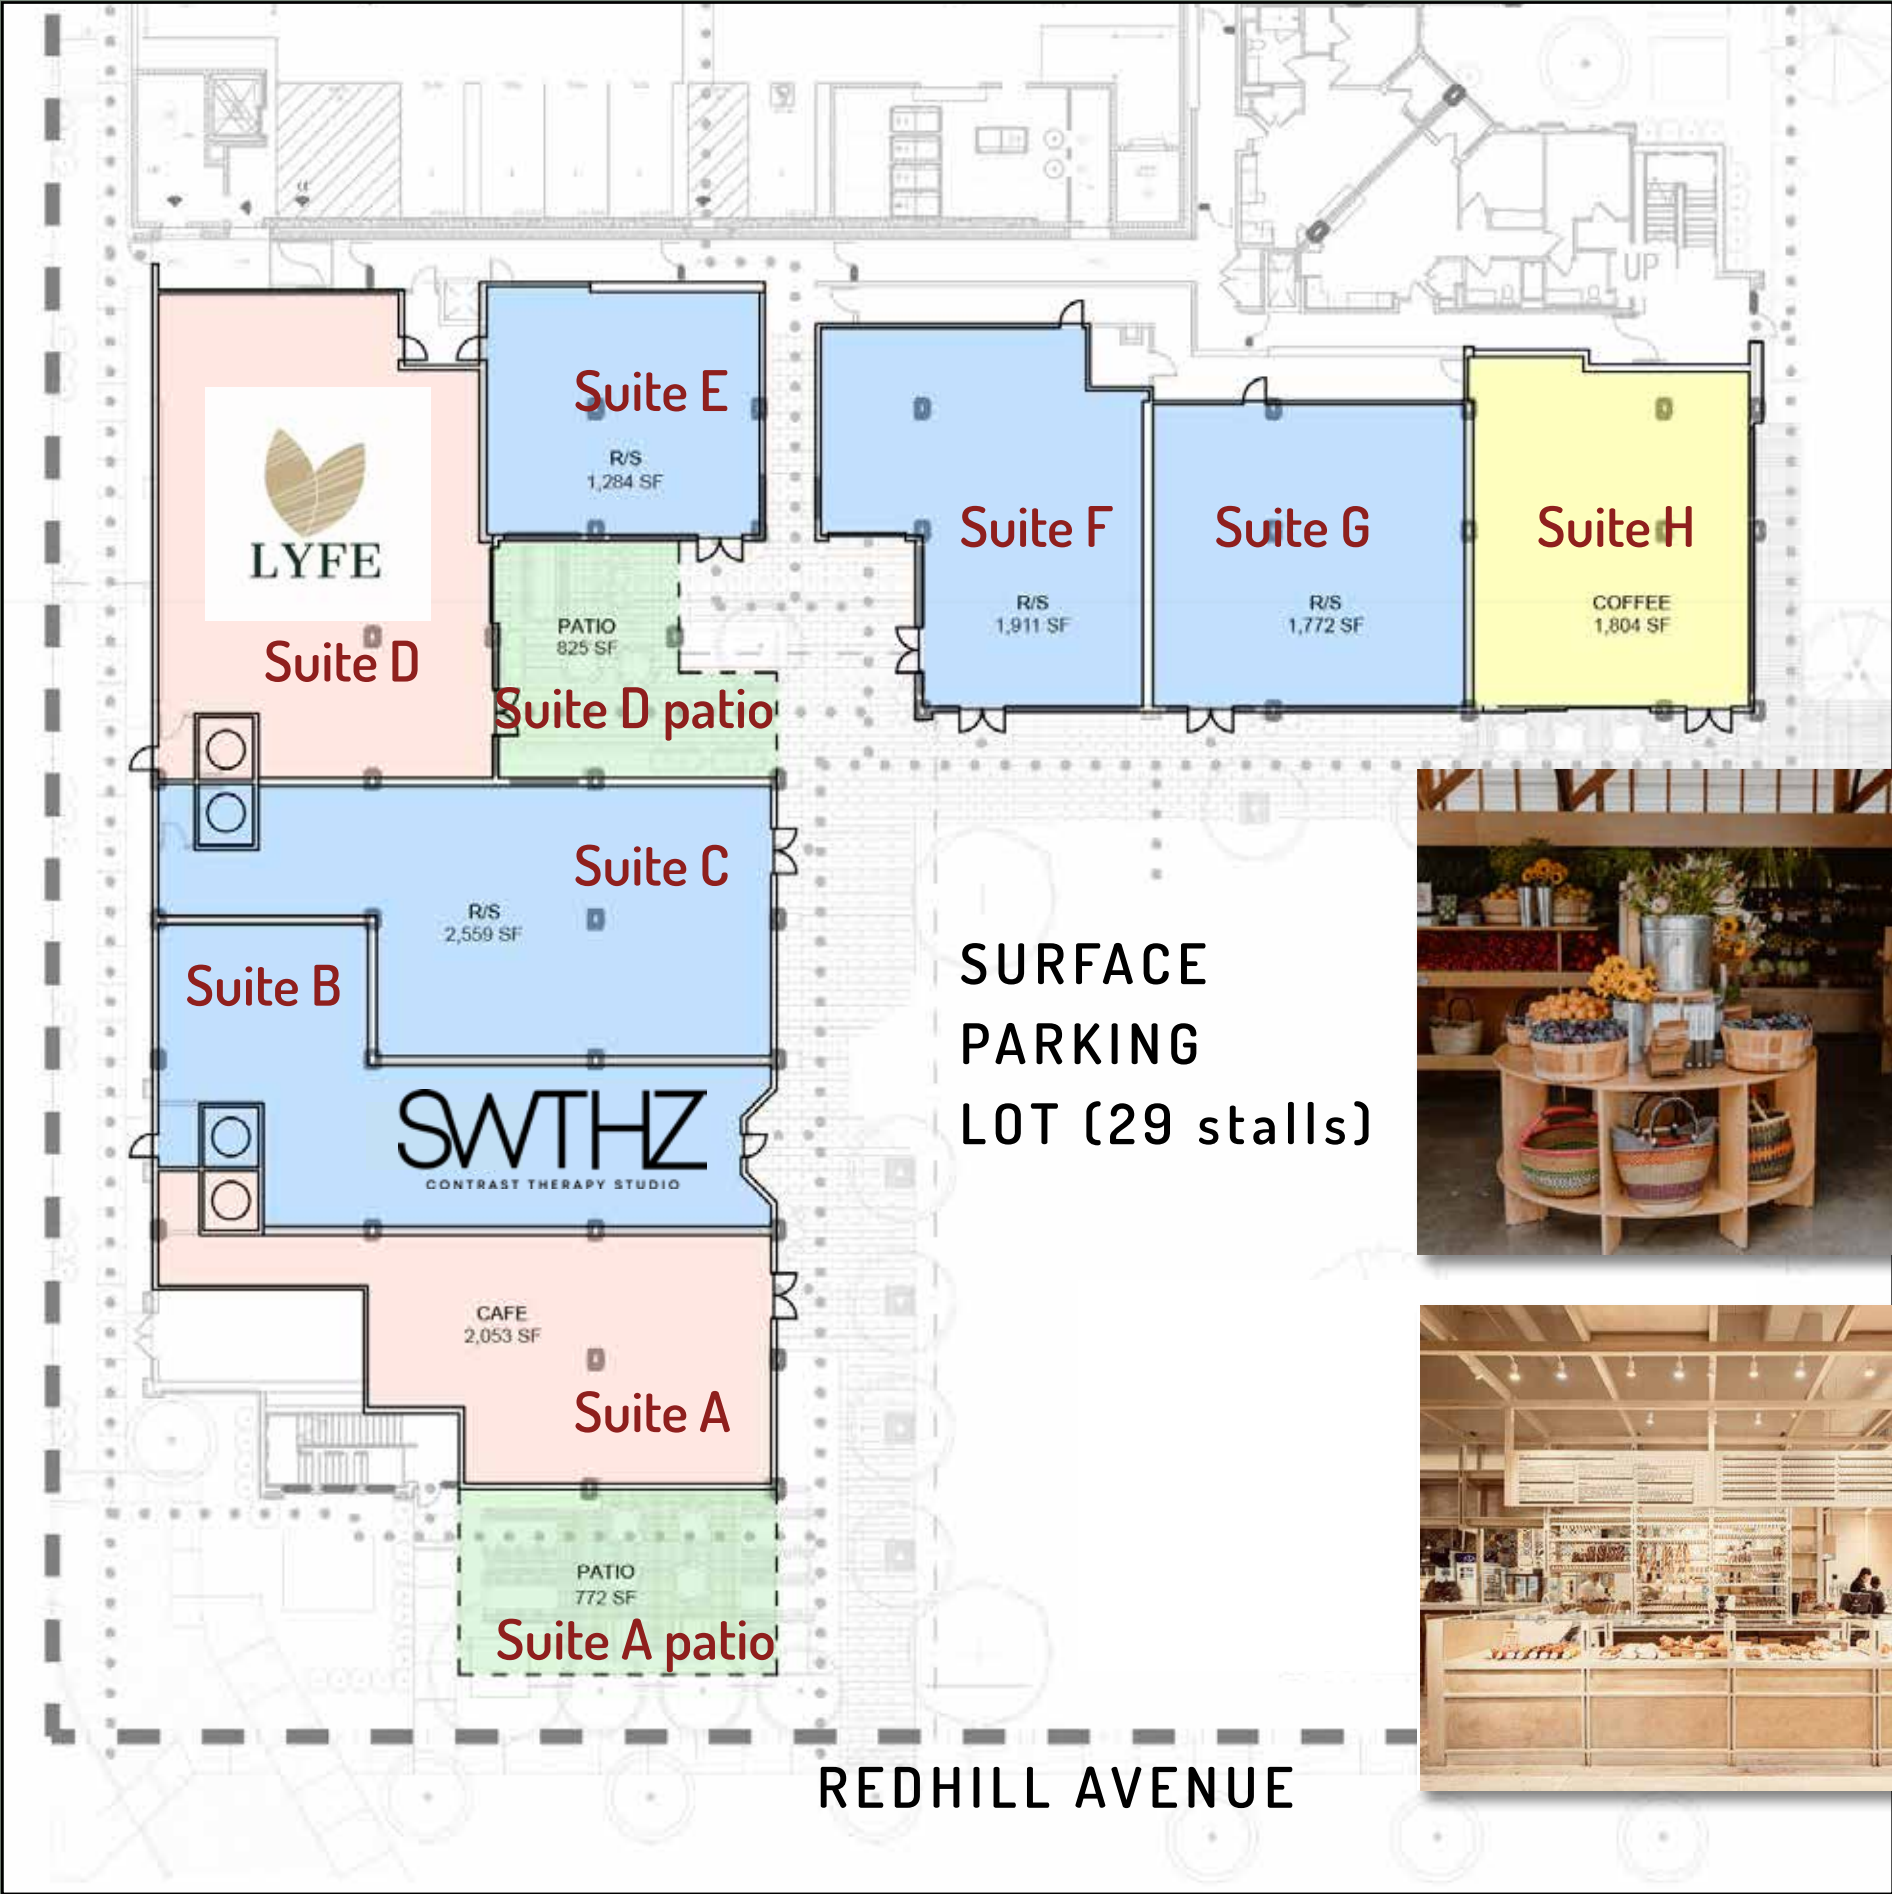 Suite E
R/S
1,284 SF
LYFE
Suite D
PATIO
825 SF
Suite D patio
Suite F
R/S
1,911 SF
Suite G
R/S
1,772 SF
Suite H
COFFEE
1,804 SF
UP
Suite C
R/S
2,559 SF
Suite B
SWTHZ
CONTRAST THERAPY STUDIO
SURFACE
PARKING
LOT (29 stalls)
CAFE
2,053 SF
Suite A
PATIO
772 SF
Suite A patio
REDHILL AVENUE